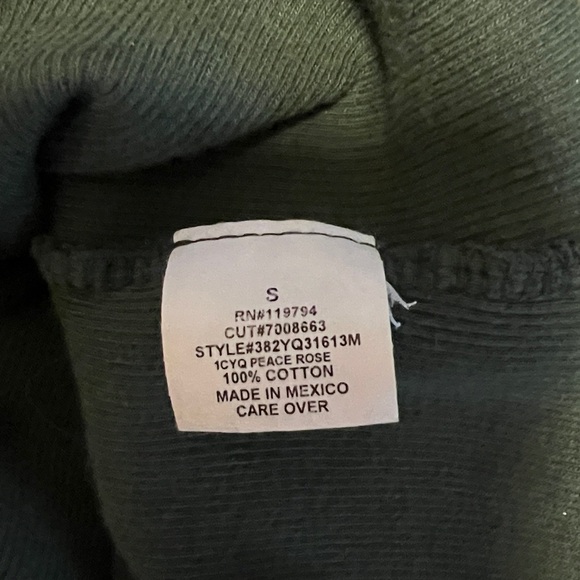 S
RN#119794
CUT#7008663
STYLE#382YQ31613M
1CYQ PEACE ROSE
100% COTTON
MADE IN MEXICO
CARE OVER